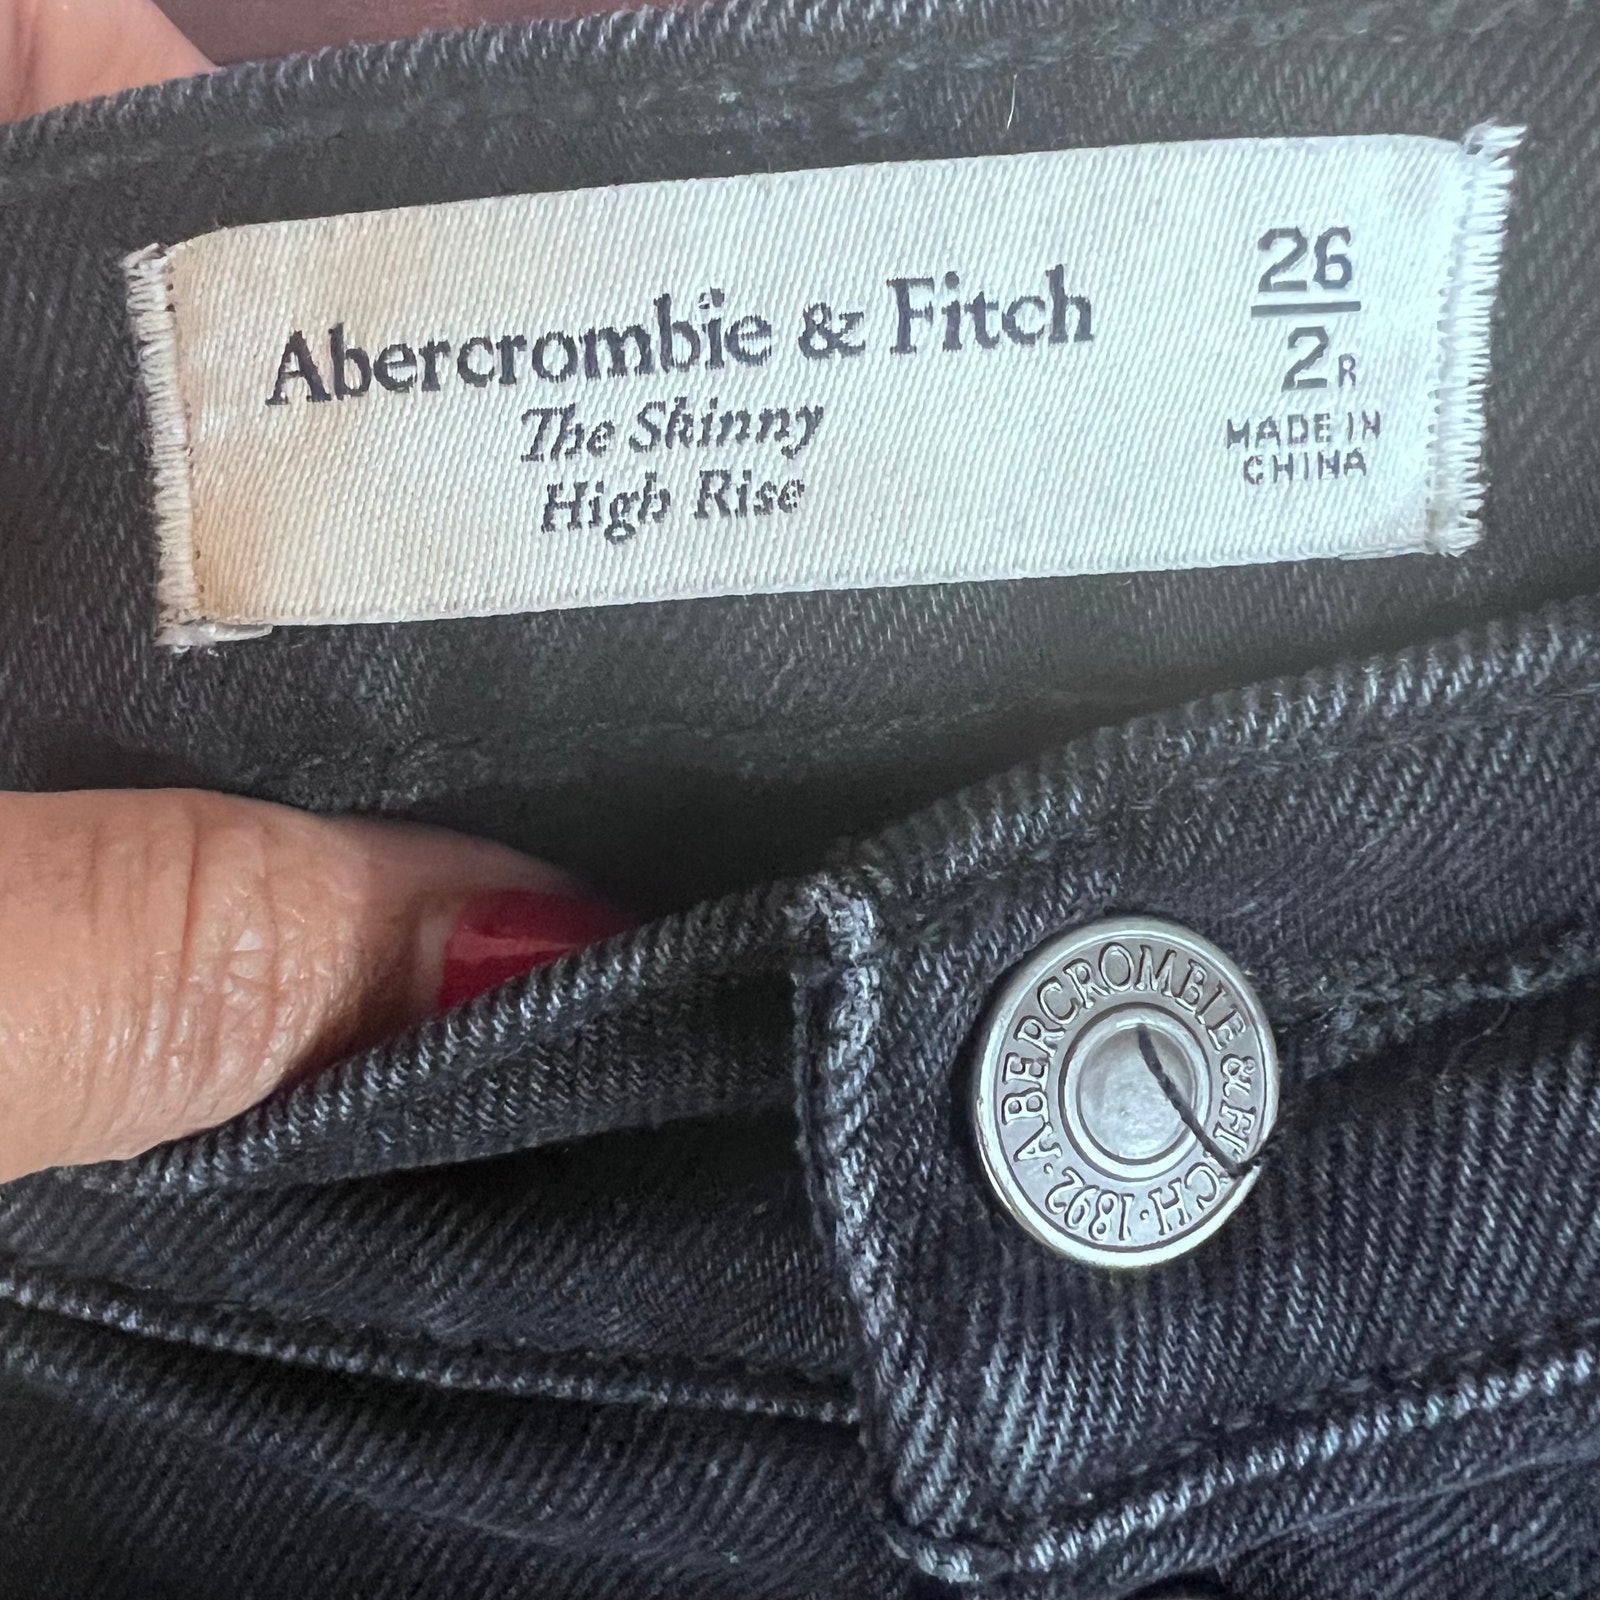 Abercrombie & Fitch
The Skinny
High Rise
26
2R
MADE IN
CHINA
ABERCROMBIE & FITCH · 1892 ·